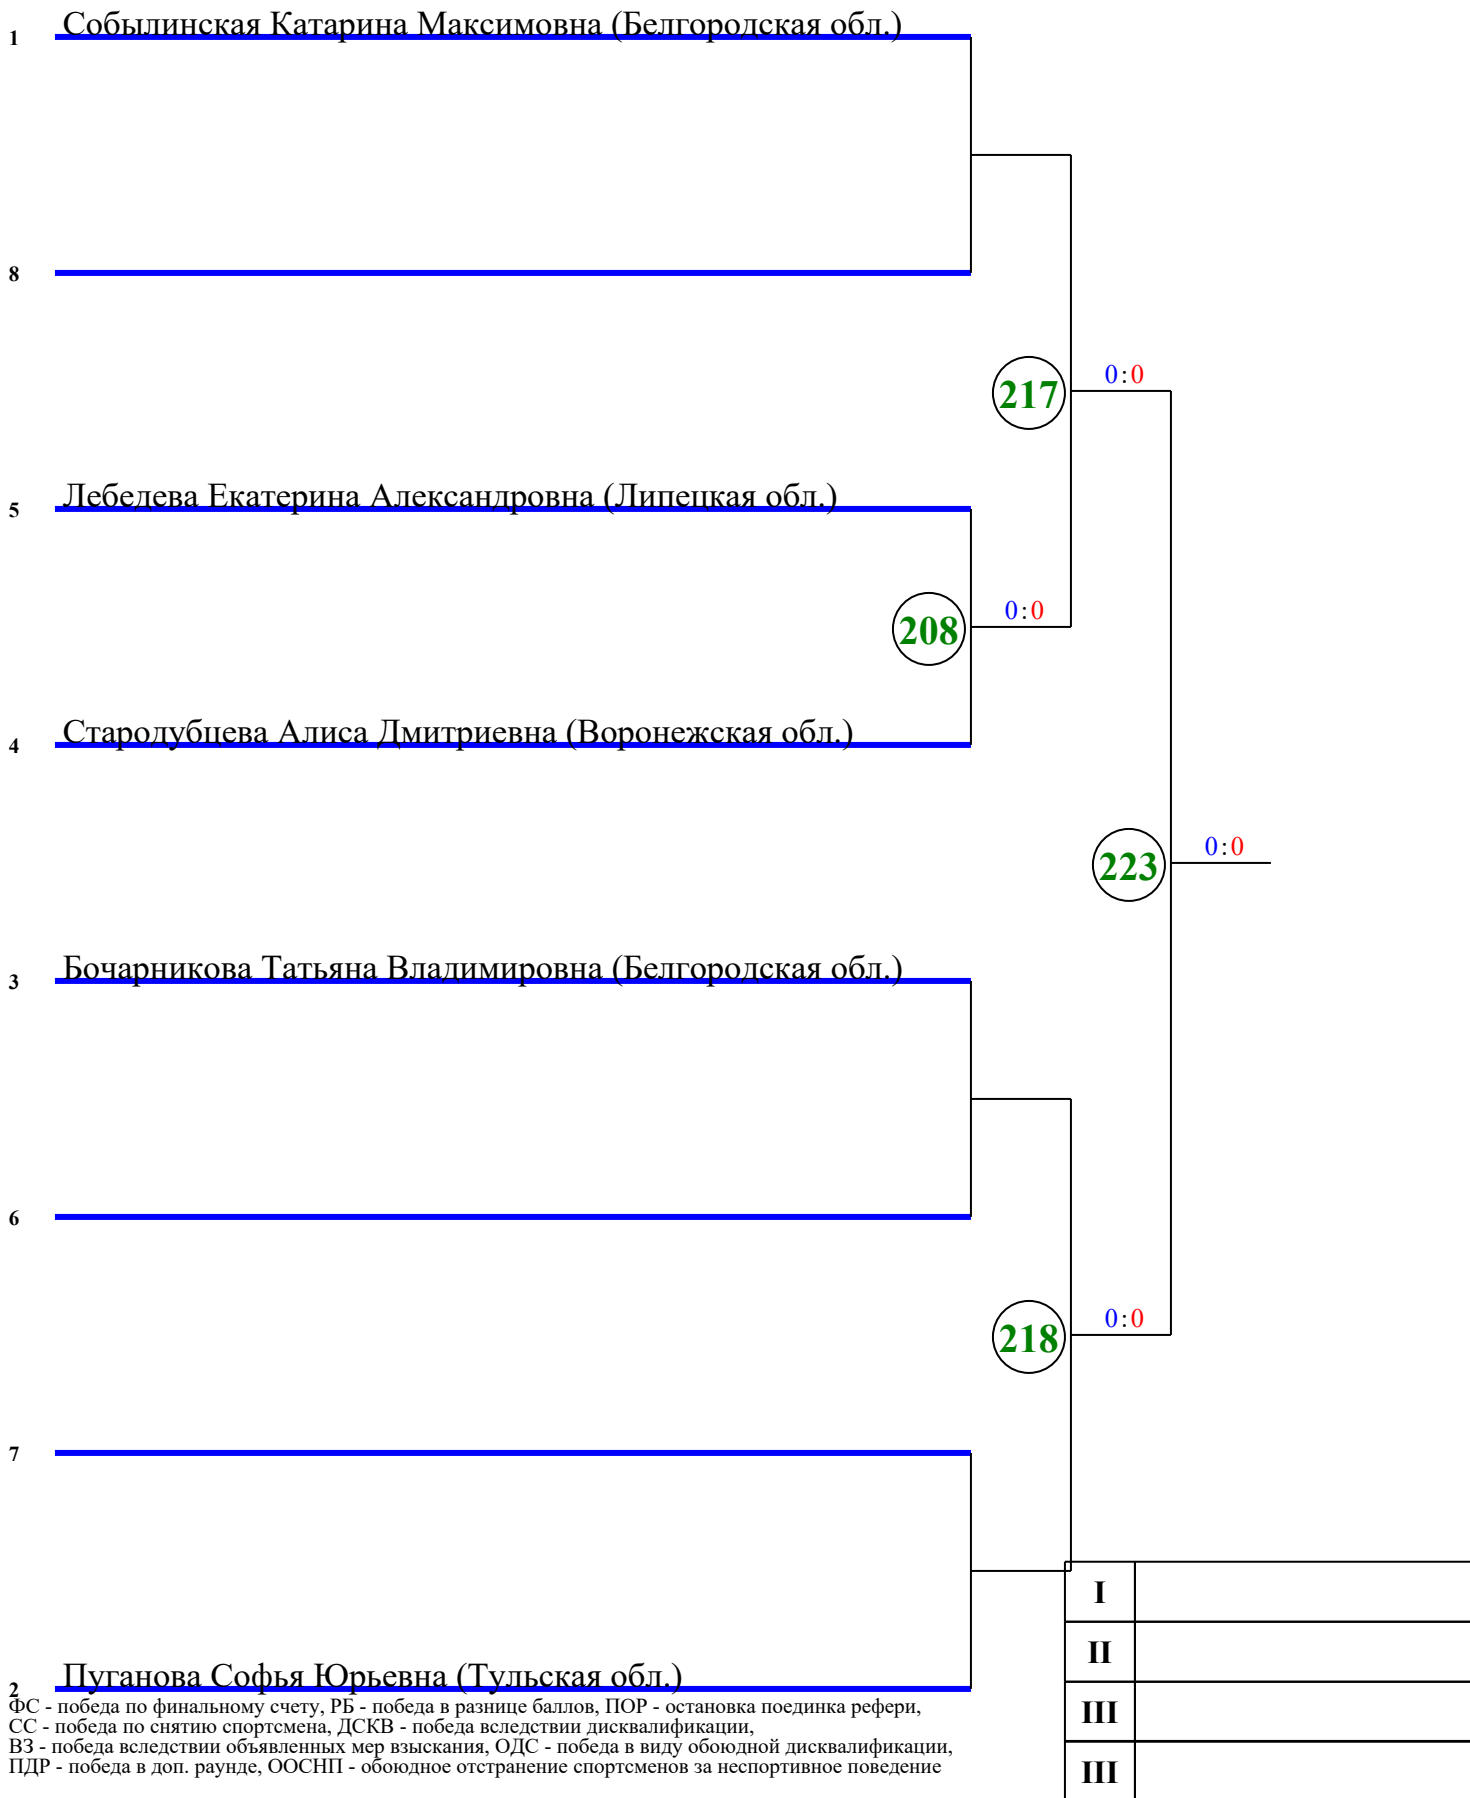 1 Собылинская Катарина Максимовна (Белгородская обл.)
8
217 0:0
5 Лебедева Екатерина Александровна (Липецкая обл.)
208 0:0
4 Стародубцева Алиса Дмитриевна (Воронежская обл.)
223 0:0
3 Бочарникова Татьяна Владимировна (Белгородская обл.)
6
218 0:0
7
I
II
2 Пуганова Софья Юрьевна (Тульская обл.)
ФС - победа по финальному счету, РБ - победа в разнице баллов, ПОР - остановка поединка рефери,
III
СС - победа по снятию спортсмена, ДСКВ - победа вследствии дисквалификации,
ВЗ - победа вследствии объявленных мер взыскания, ОДС - победа в виду обоюдной дисквалификации,
ПДР - победа в доп. раунде, ООСНП - обоюдное отстранение спортсменов за неспортивное поведение
III